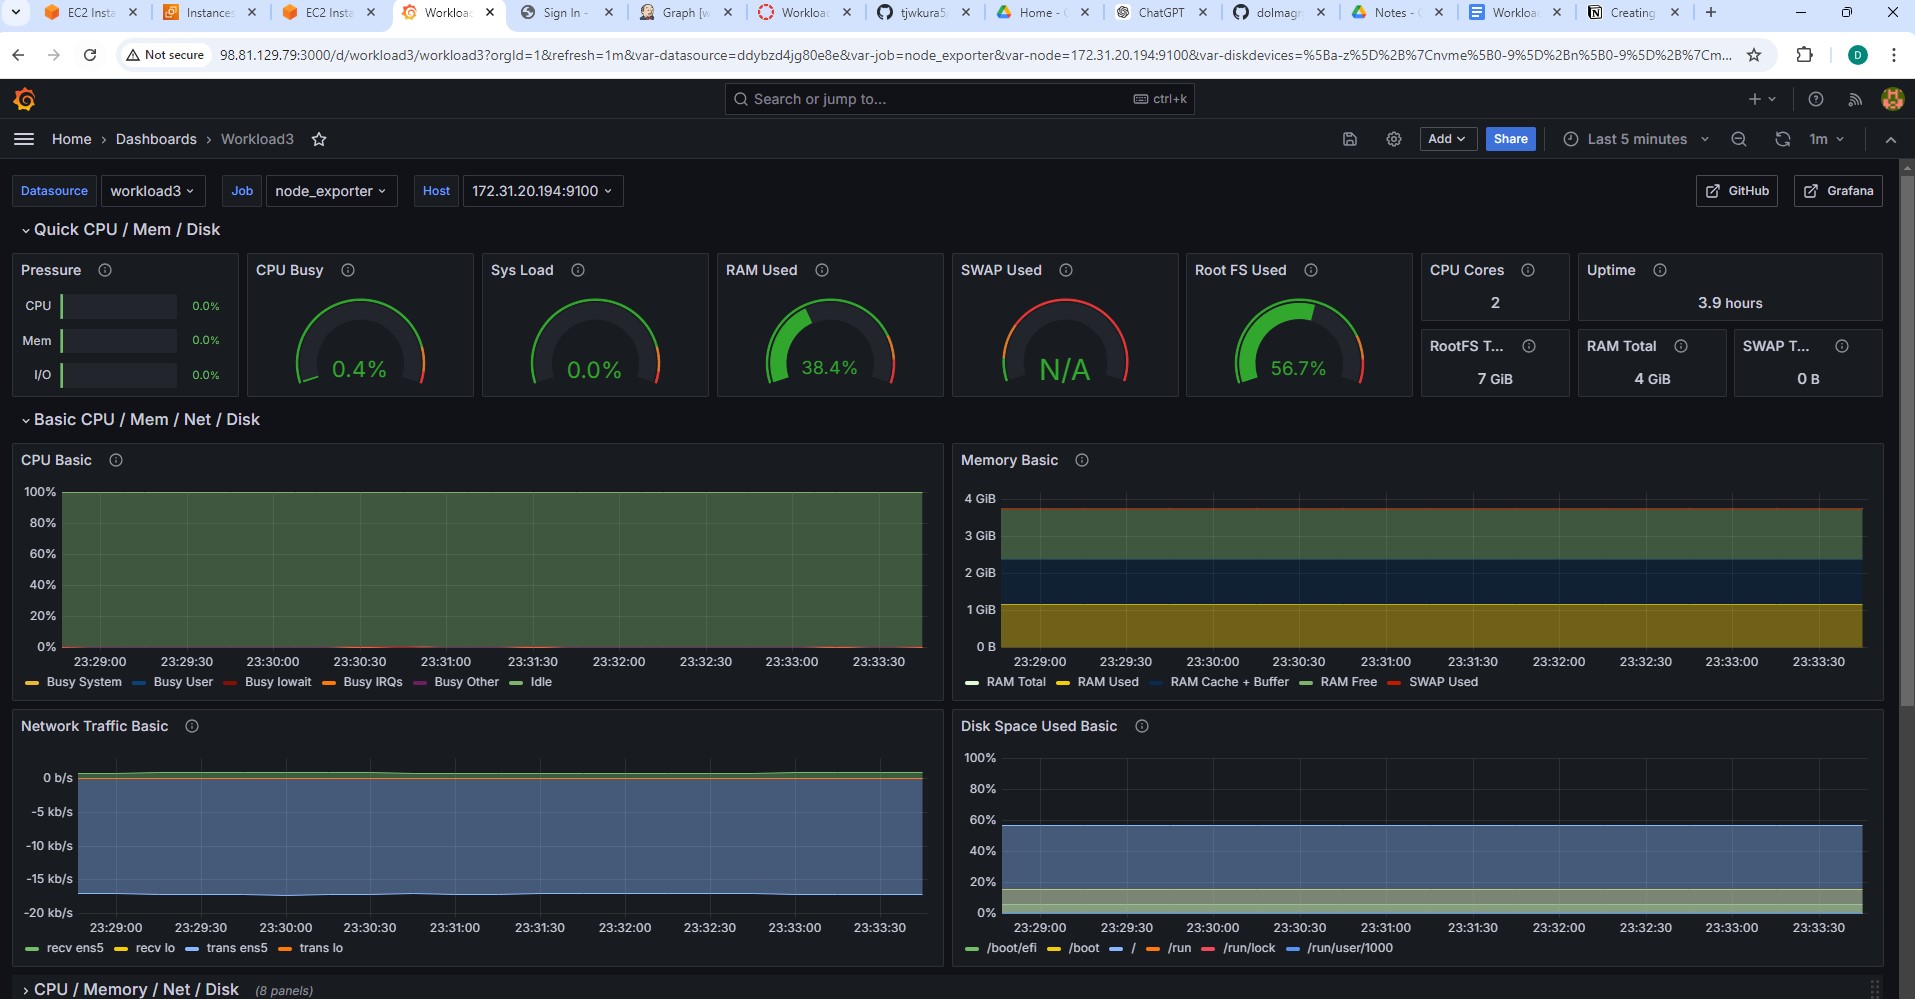 EC2 Insta
Instances
EC2 Insta
Workload
Sign In -
Graph [w
Workload
tjwkura5
Home -
ChatGPT
dolmagr
Notes -
Workload
Creating
Not secure
98.81.129.79:3000/d/workload3/workload3?orgId=1&refresh=1m&var-datasource=ddybzd4jg80e8e&var-job=node_exporter&var-node=172.31.20.194:9100&var-diskdevices=%5Ba-z%5D%2B%7Cnvme%5B0-9%5D%2Bn%5B0-9%5D%2B%7Cm...
D
Search or jump to...
ctrl+k
Home › Dashboards › Workload3
Add
Share
Last 5 minutes
1m
Datasource workload3
Job node_exporter
Host 172.31.20.194:9100
GitHub
Grafana
Quick CPU / Mem / Disk
Pressure
CPU 0.0%
Mem 0.0%
I/O 0.0%
CPU Busy
0.4%
Sys Load
0.0%
RAM Used
38.4%
SWAP Used
N/A
Root FS Used
56.7%
CPU Cores
2
Uptime
3.9 hours
RootFS T...
7 GiB
RAM Total
4 GiB
SWAP T...
0 B
Basic CPU / Mem / Net / Disk
CPU Basic
100%
80%
60%
40%
20%
0%
23:29:00 23:29:30 23:30:00 23:30:30 23:31:00 23:31:30 23:32:00 23:32:30 23:33:00 23:33:30
Busy System Busy User Busy Iowait Busy IRQs Busy Other Idle
Memory Basic
4 GiB
3 GiB
2 GiB
1 GiB
0 B
23:29:00 23:29:30 23:30:00 23:30:30 23:31:00 23:31:30 23:32:00 23:32:30 23:33:00 23:33:30
RAM Total RAM Used RAM Cache + Buffer RAM Free SWAP Used
Network Traffic Basic
0 b/s
-5 kb/s
-10 kb/s
-15 kb/s
-20 kb/s
23:29:00 23:29:30 23:30:00 23:30:30 23:31:00 23:31:30 23:32:00 23:32:30 23:33:00 23:33:30
recv ens5 recv lo trans ens5 trans lo
Disk Space Used Basic
100%
80%
60%
40%
20%
0%
23:29:00 23:29:30 23:30:00 23:30:30 23:31:00 23:31:30 23:32:00 23:32:30 23:33:00 23:33:30
/boot/efi /boot / /run /run/lock /run/user/1000
CPU / Memory / Net / Disk (8 panels)